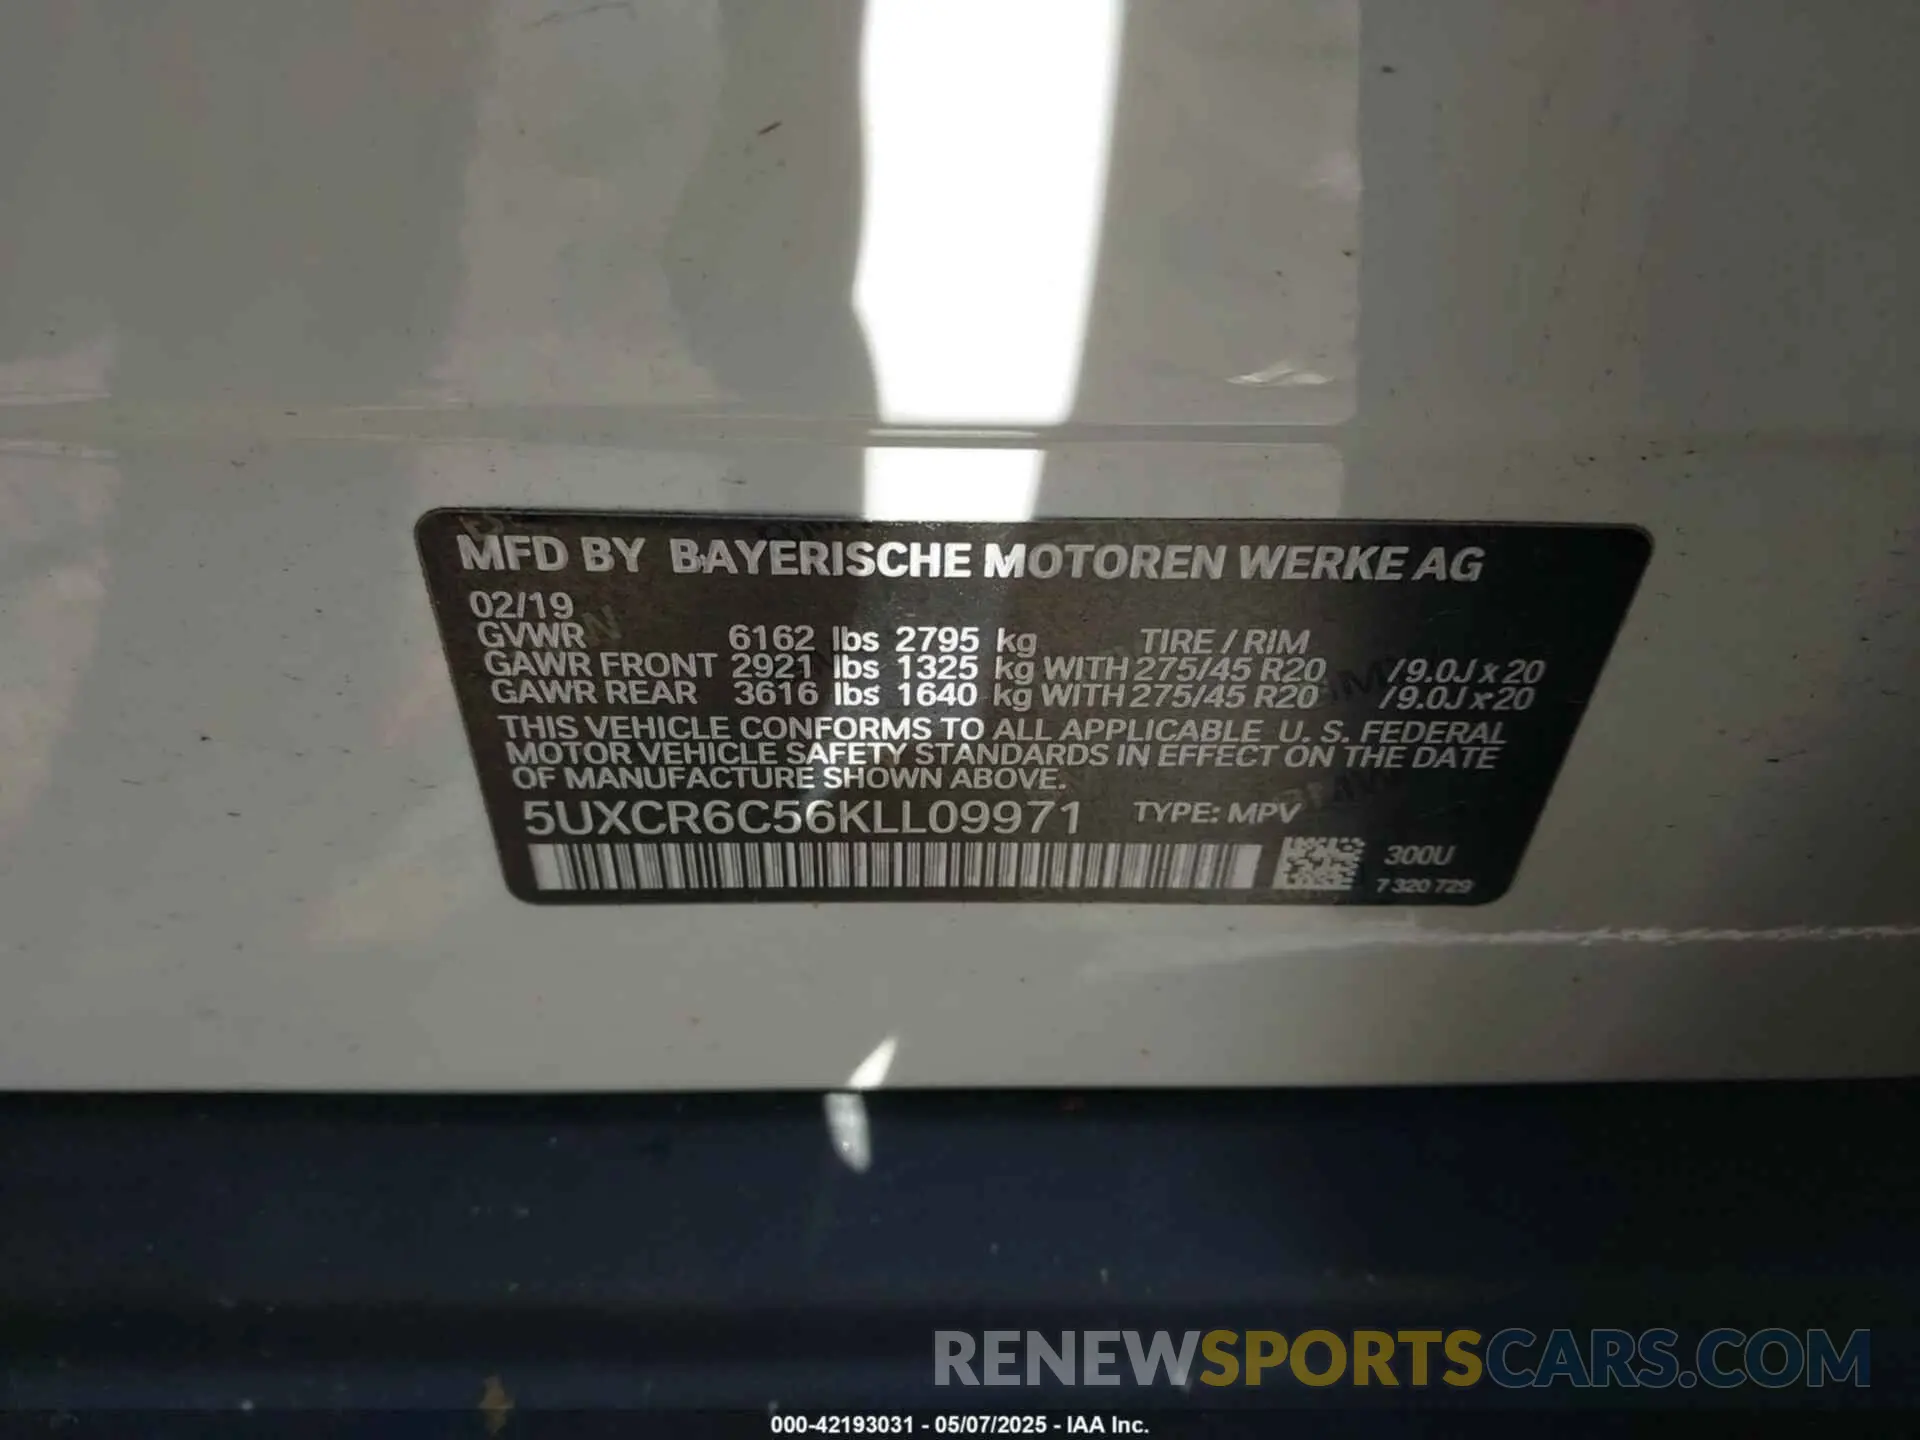 MFD BY BAYERISCHE MOTOREN WERKE AG
02/19
GVWR 6162 lbs 2795 kg TIRE / RIM
GAWR FRONT 2921 lbs 1325 kg WITH 275/45 R20 /9.0J x 20
GAWR REAR 3616 lbs 1640 kg WITH 275/45 R20 /9.0J x 20
THIS VEHICLE CONFORMS TO ALL APPLICABLE U. S. FEDERAL
MOTOR VEHICLE SAFETY STANDARDS IN EFFECT ON THE DATE
OF MANUFACTURE SHOWN ABOVE.
5UXCR6C56KLL09971 TYPE: MPV
300U
7 320 729
RENEWSPORTSCARS.COM
000-42193031 - 05/07/2025 - IAA Inc.